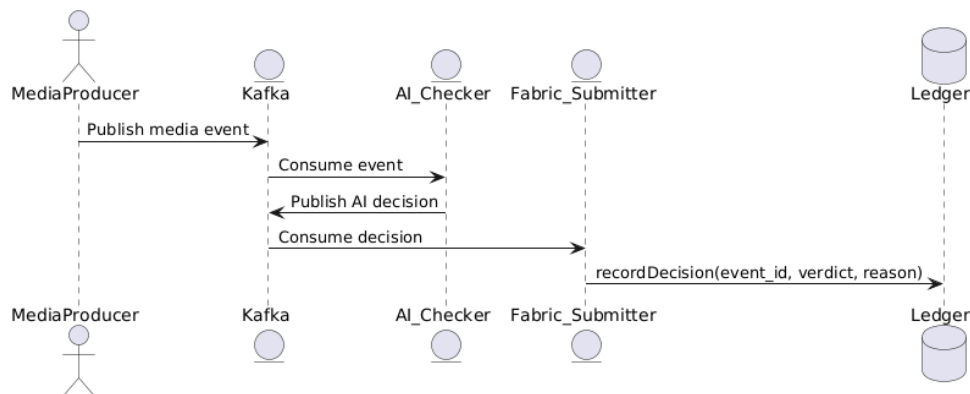 MediaProducer
Kafka
AI_Checker
Fabric_Submitter
Ledger
Publish media event
Consume event
Publish AI decision
Consume decision
recordDecision(event_id, verdict, reason)
MediaProducer
Kafka
AI_Checker
Fabric_Submitter
Ledger